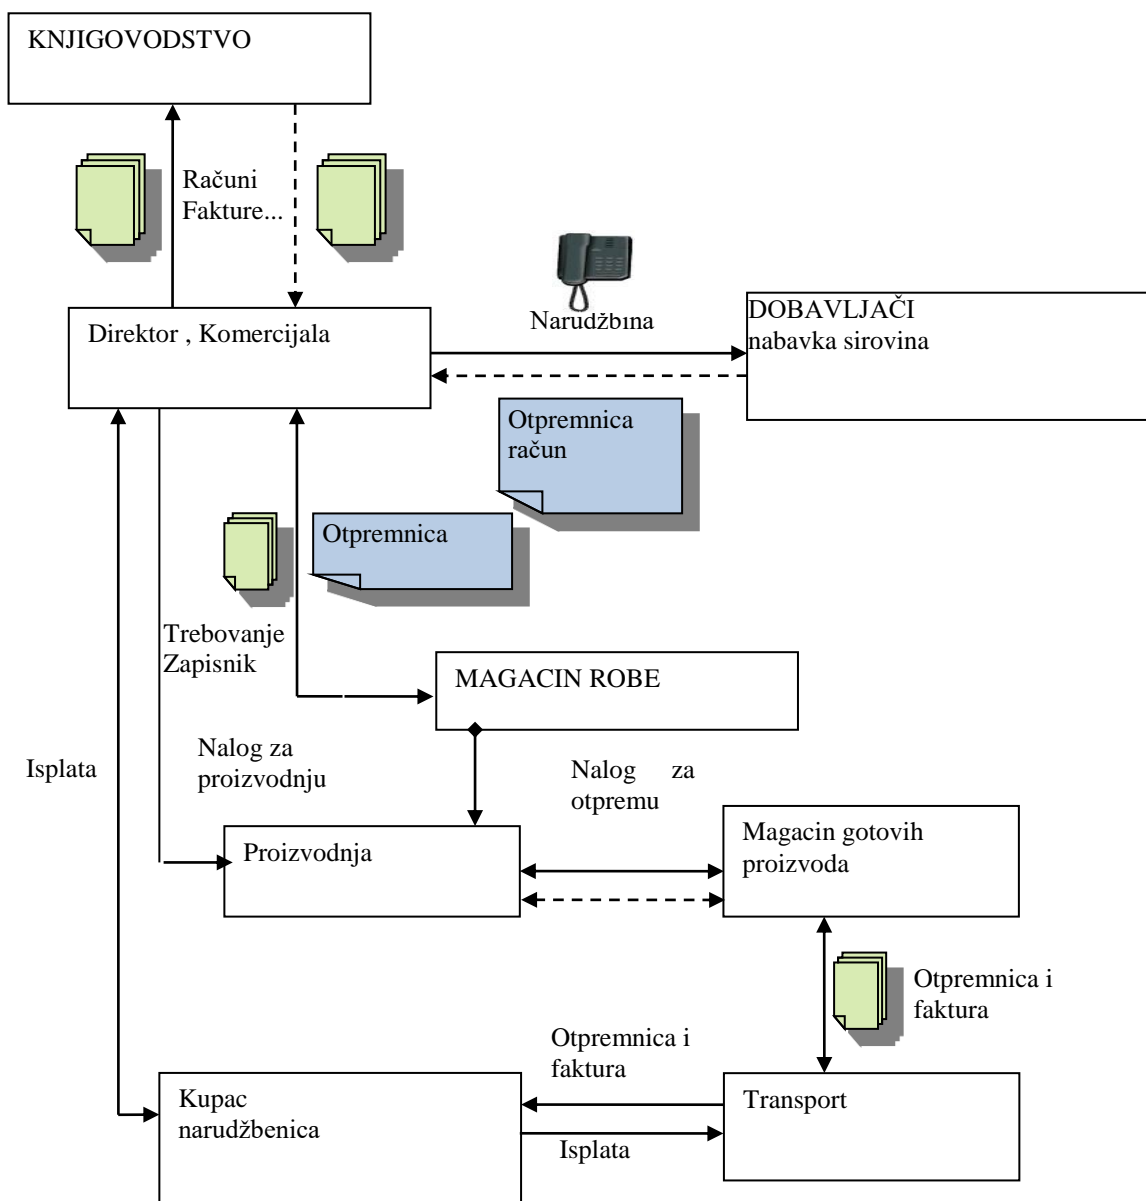 KNJIGOVODSTVO
Računi
Fakture...
Narudžbina
Direktor , Komercijala
DOBAVLJAČI
nabavka sirovina
Otpremnica
račun
Otpremnica
Trebovanje
Zapisnik
MAGACIN ROBE
Isplata
Nalog za
proizvodnju
Nalog za
otpremu
Proizvodnja
Magacin gotovih
proizvoda
Otpremnica i
faktura
Otpremnica i
faktura
Kupac
narudžbenica
Transport
Isplata